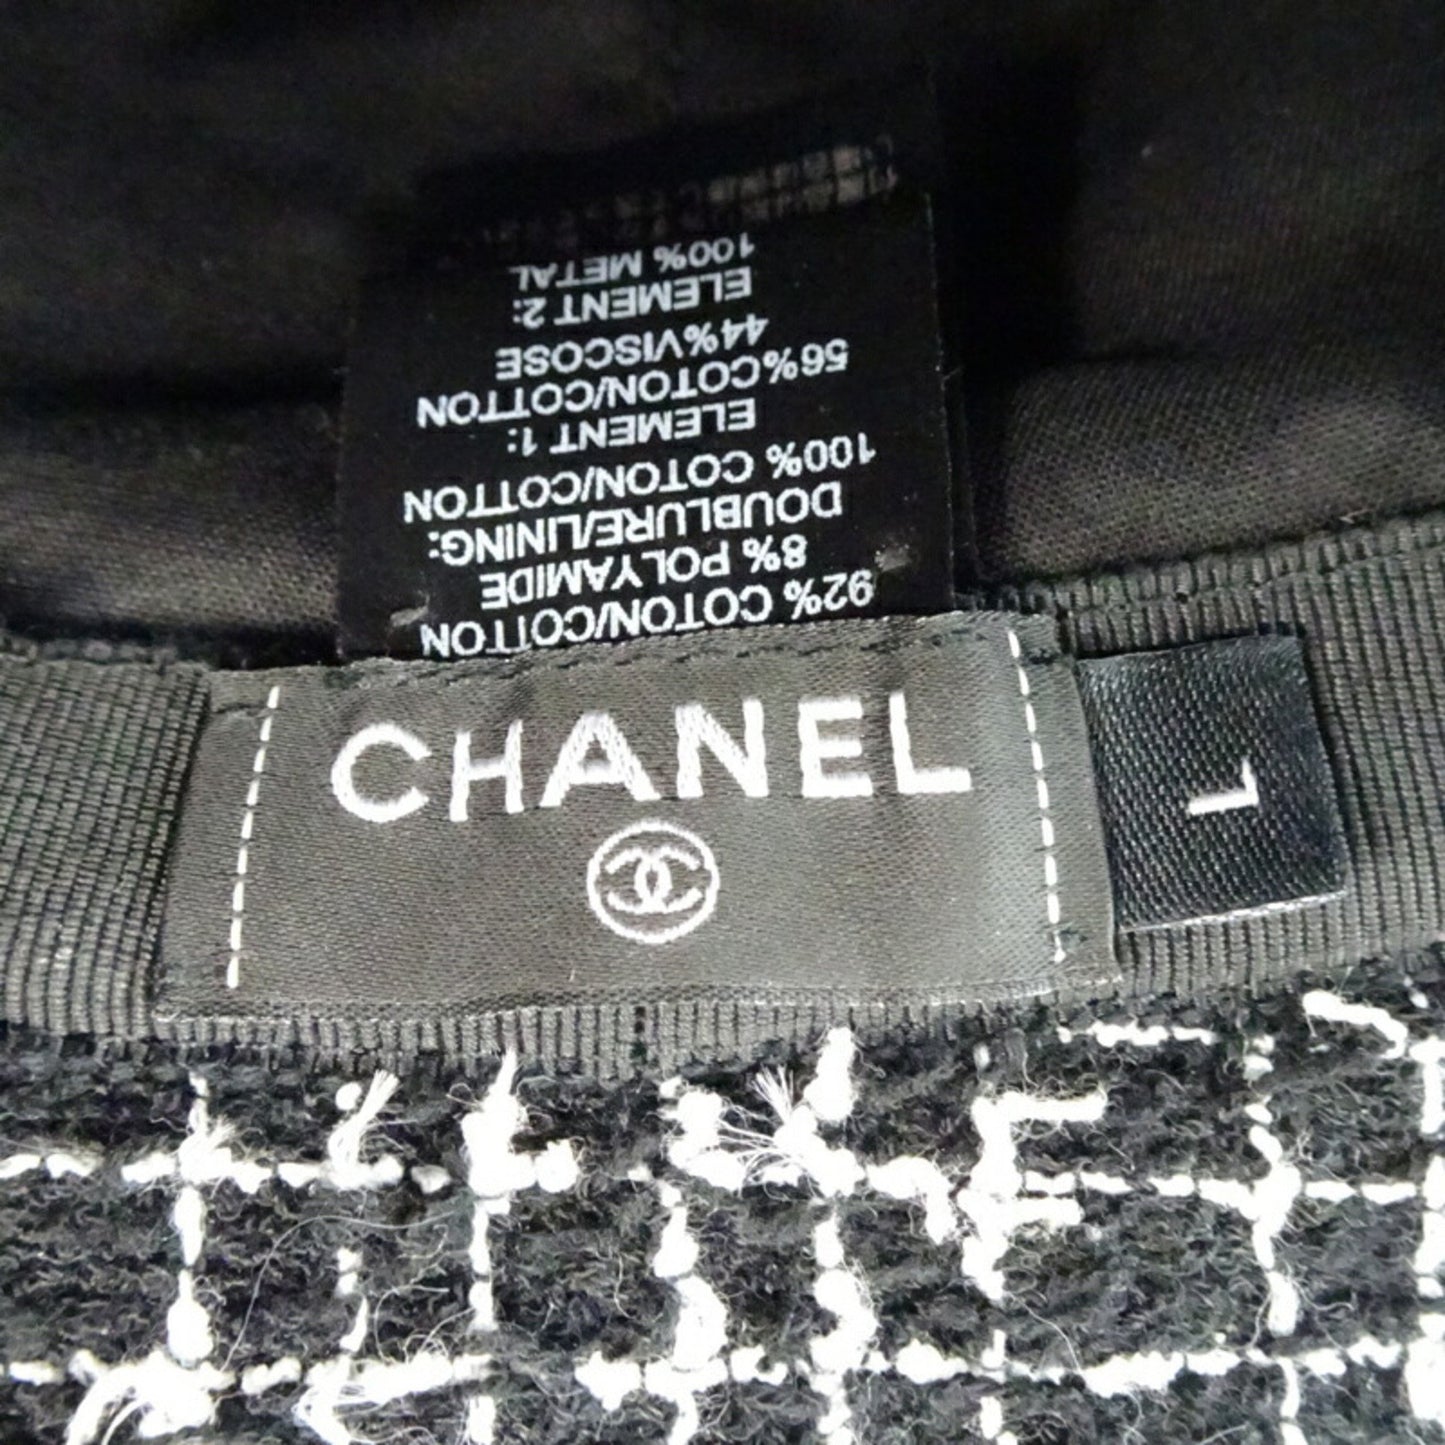 92% COTON/COTTON
8% POLYAMIDE
DOUBLURE/LINING:
100% COTON/COTTON
ELEMENT 1:
56%COTON/COTTON
44%VISCOSE
ELEMENT 2:
100% METAL
CHANEL
L